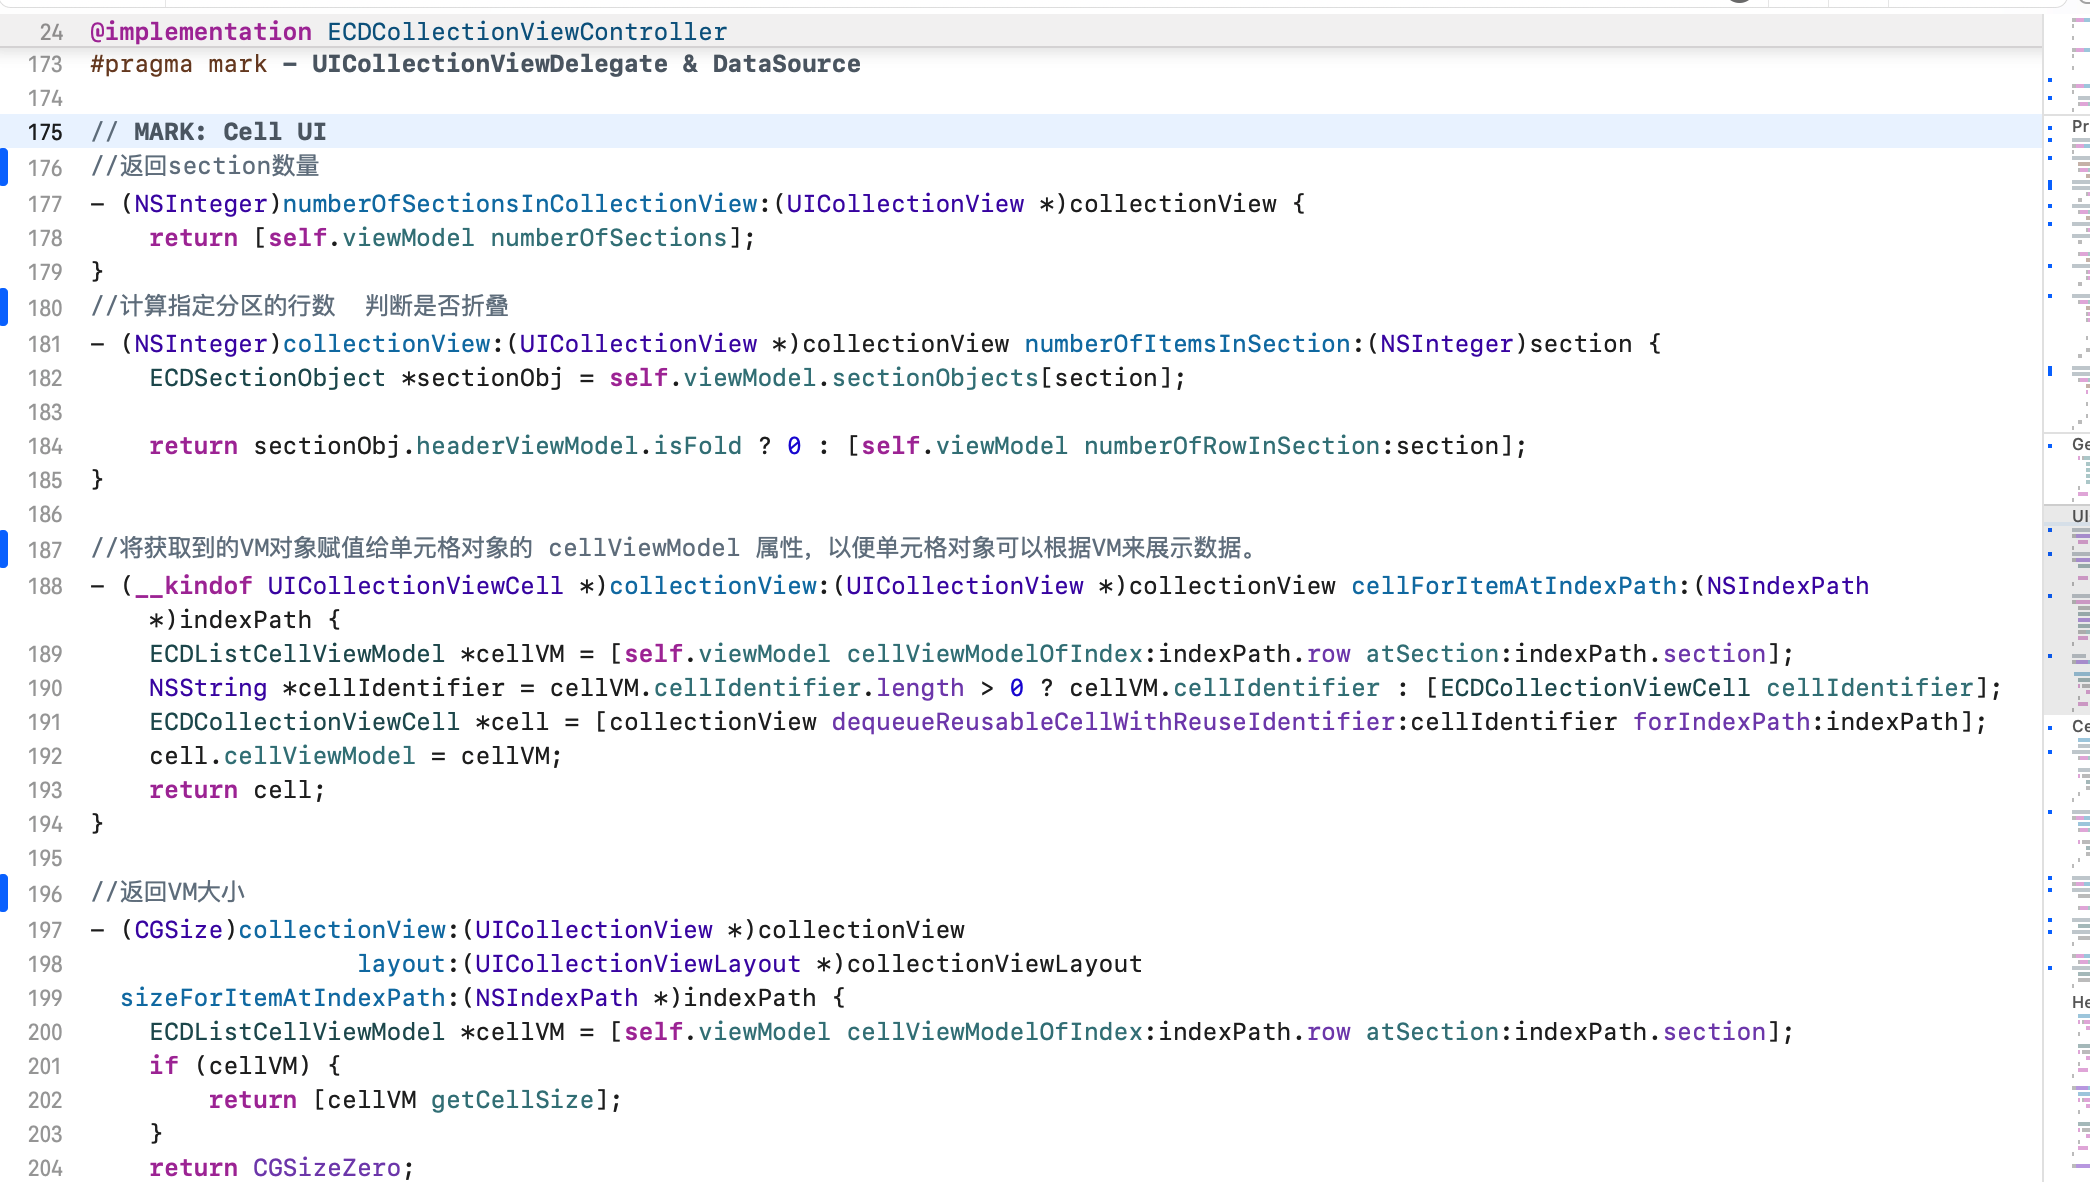 24 @implementation ECDCollectionViewController
173 #pragma mark – UICollectionViewDelegate & DataSource
174
175 // MARK: Cell UI
176 //返回section数量
177 - (NSInteger)numberOfSectionsInCollectionView:(UICollectionView *)collectionView {
178     return [self.viewModel numberOfSections];
179 }
180 //计算指定分区的行数  判断是否折叠
181 - (NSInteger)collectionView:(UICollectionView *)collectionView numberOfItemsInSection:(NSInteger)section {
182     ECDSectionObject *sectionObj = self.viewModel.sectionObjects[section];
183
184     return sectionObj.headerViewModel.isFold ? 0 : [self.viewModel numberOfRowInSection:section];
185 }
186
187 //将获取到的VM对象赋值给单元格对象的 cellViewModel 属性，以便单元格对象可以根据VM来展示数据。
188 - (__kindof UICollectionViewCell *)collectionView:(UICollectionView *)collectionView cellForItemAtIndexPath:(NSIndexPath
*)indexPath {
189     ECDListCellViewModel *cellVM = [self.viewModel cellViewModelOfIndex:indexPath.row atSection:indexPath.section];
190     NSString *cellIdentifier = cellVM.cellIdentifier.length > 0 ? cellVM.cellIdentifier : [ECDCollectionViewCell cellIdentifier];
191     ECDCollectionViewCell *cell = [collectionView dequeueReusableCellWithReuseIdentifier:cellIdentifier forIndexPath:indexPath];
192     cell.cellViewModel = cellVM;
193     return cell;
194 }
195
196 //返回VM大小
197 - (CGSize)collectionView:(UICollectionView *)collectionView
198                   layout:(UICollectionViewLayout *)collectionViewLayout
199   sizeForItemAtIndexPath:(NSIndexPath *)indexPath {
200     ECDListCellViewModel *cellVM = [self.viewModel cellViewModelOfIndex:indexPath.row atSection:indexPath.section];
201     if (cellVM) {
202         return [cellVM getCellSize];
203     }
204     return CGSizeZero;
Pr
Ge
UI
Ce
He